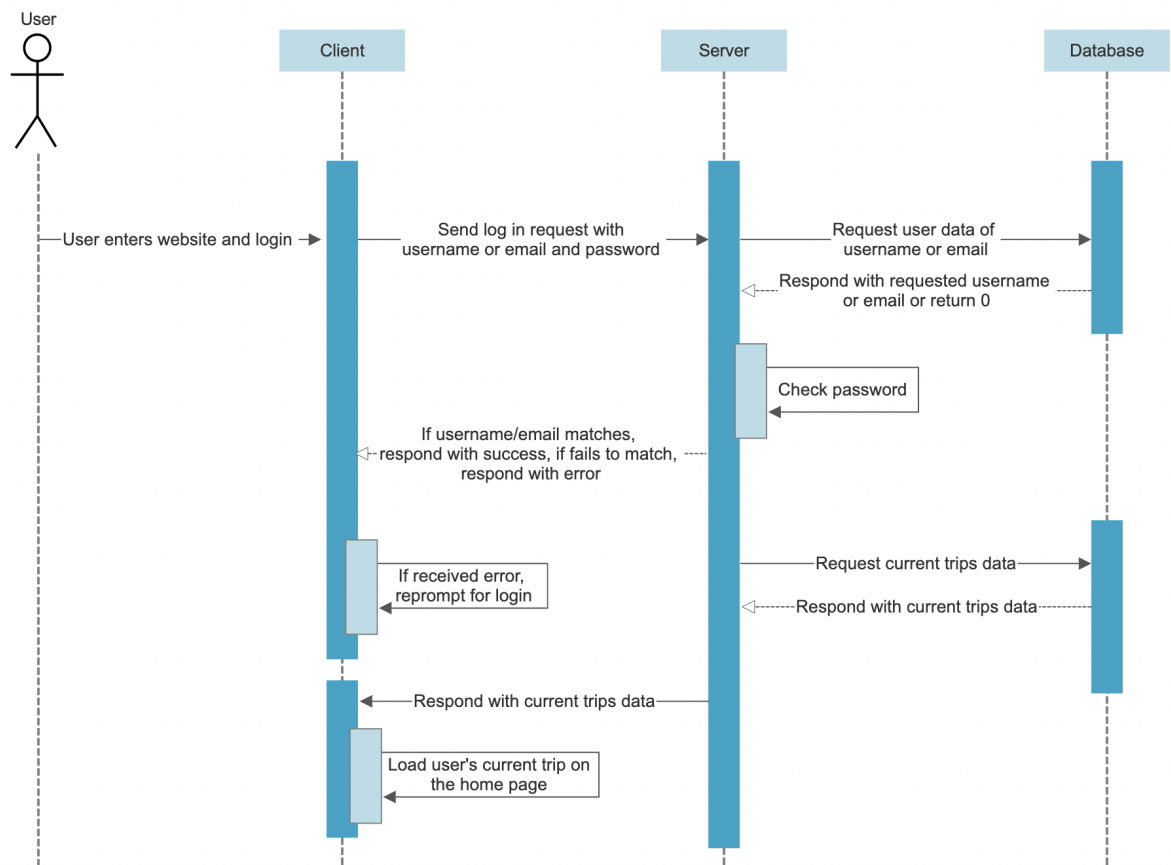 User
Client
Server
Database
User enters website and login
Send log in request with
username or email and password
Request user data of
username or email
Respond with requested username
or email or return 0
Check password
If username/email matches,
respond with success, if fails to match,
respond with error
If received error,
reprompt for login
Request current trips data
Respond with current trips data
Respond with current trips data
Load user's current trip on
the home page